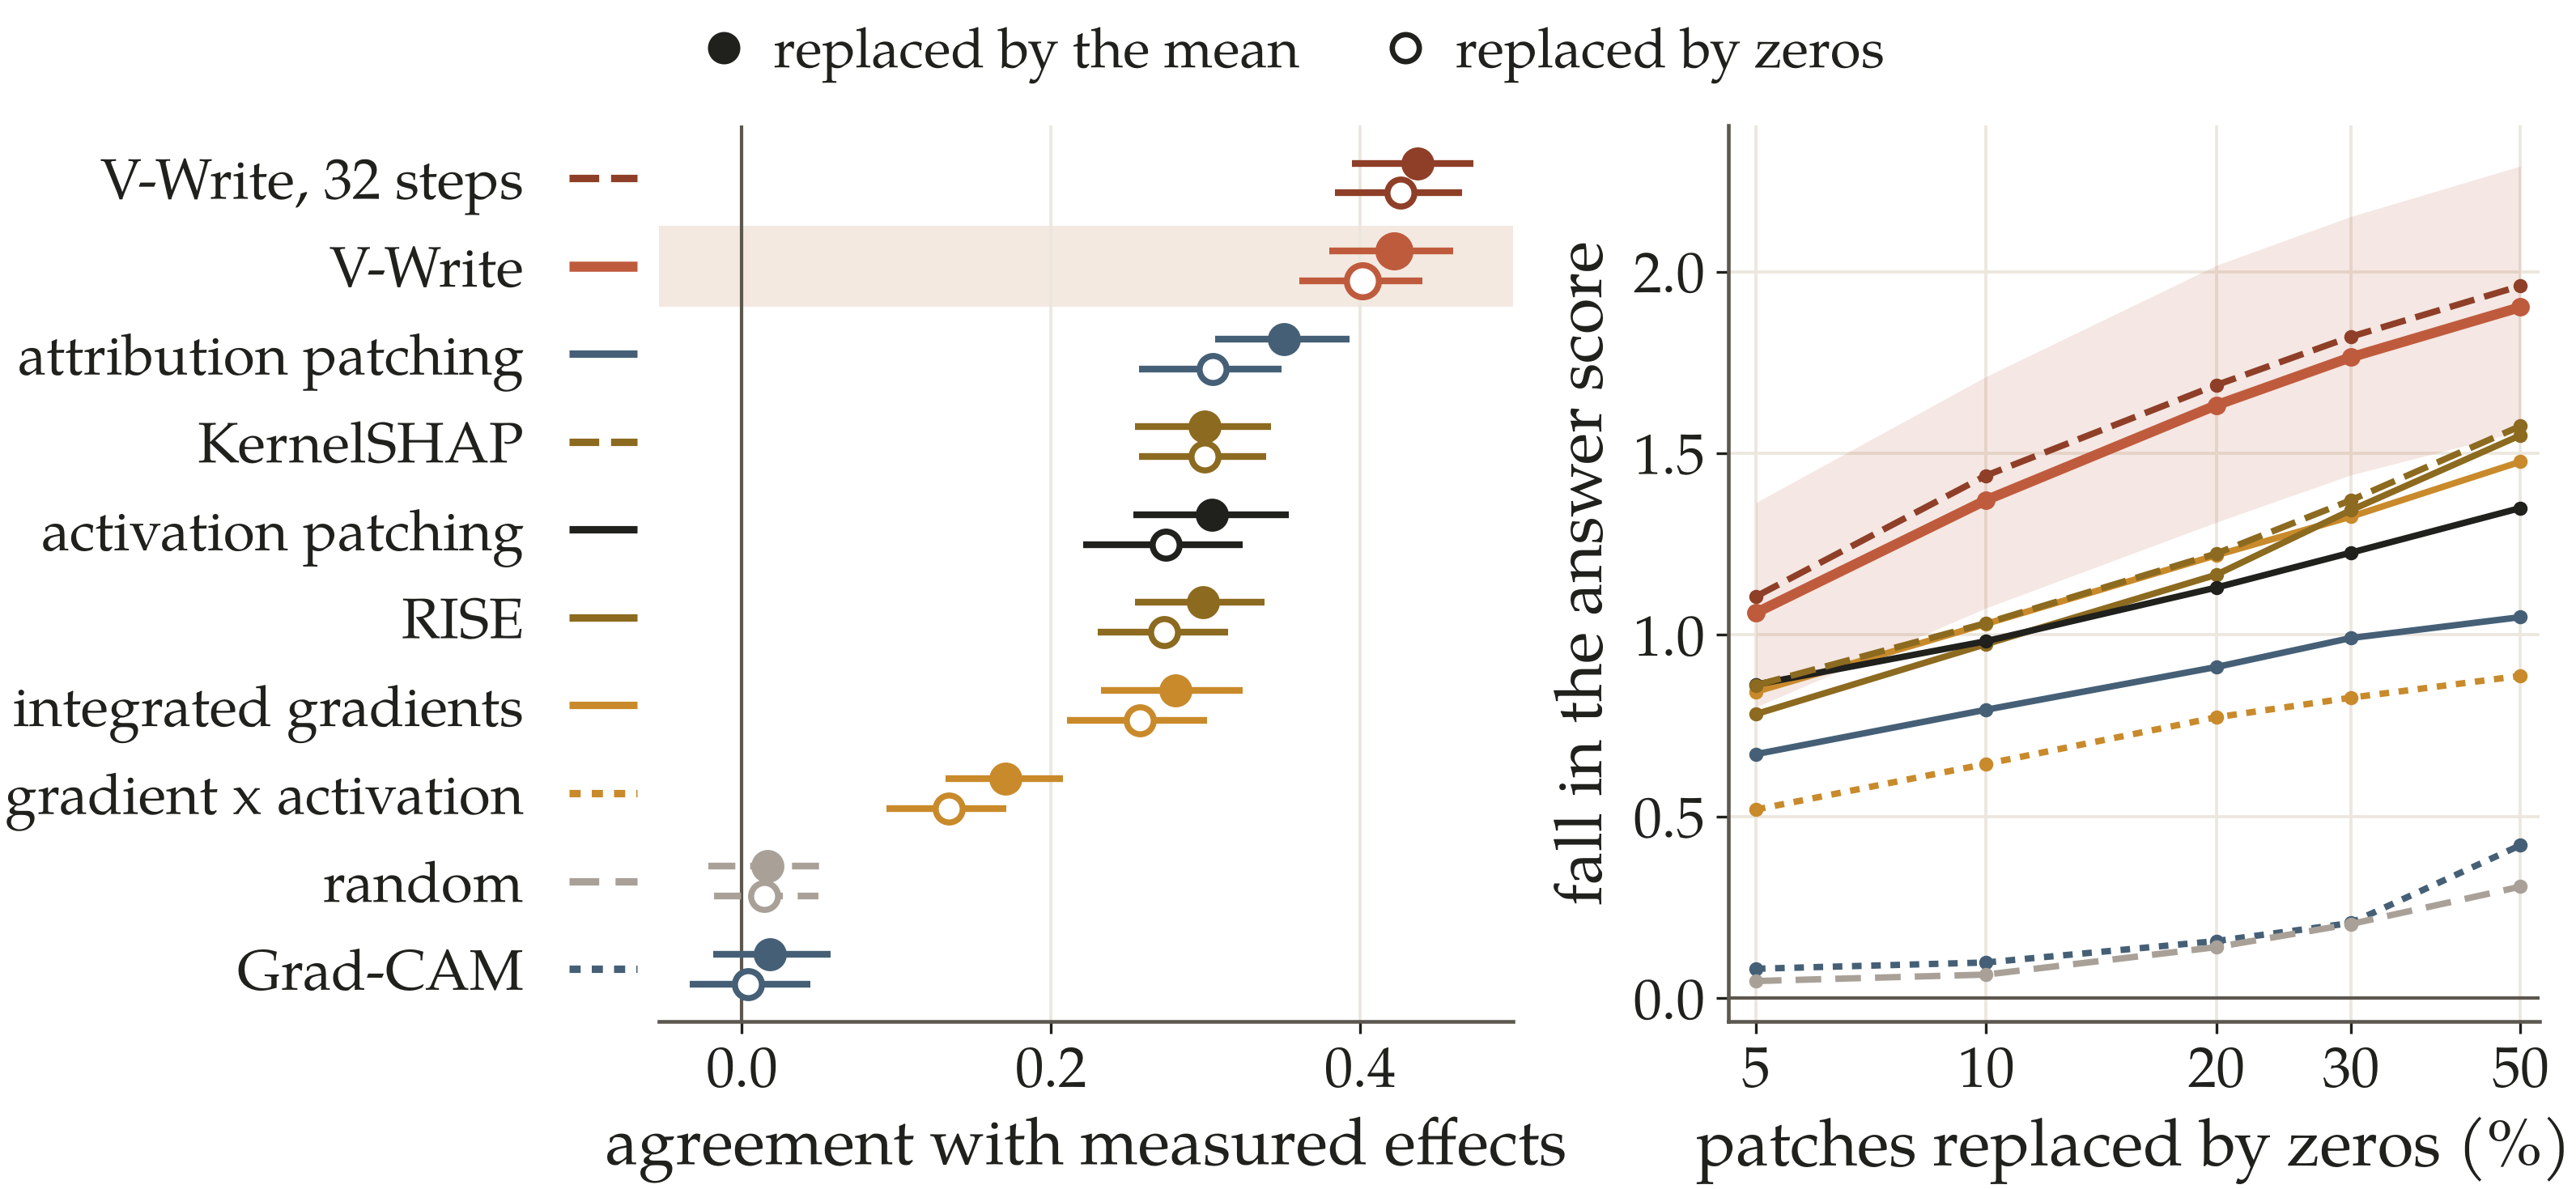 replaced by the mean
replaced by zeros
V-Write, 32 steps
V-Write
attribution patching
KernelSHAP
activation patching
RISE
integrated gradients
gradient x activation
random
Grad-CAM
0.0 0.2 0.4
agreement with measured effects
fall in the answer score
2.0
1.5
1.0
0.5
0.0
5 10 20 30 50
patches replaced by zeros (%)